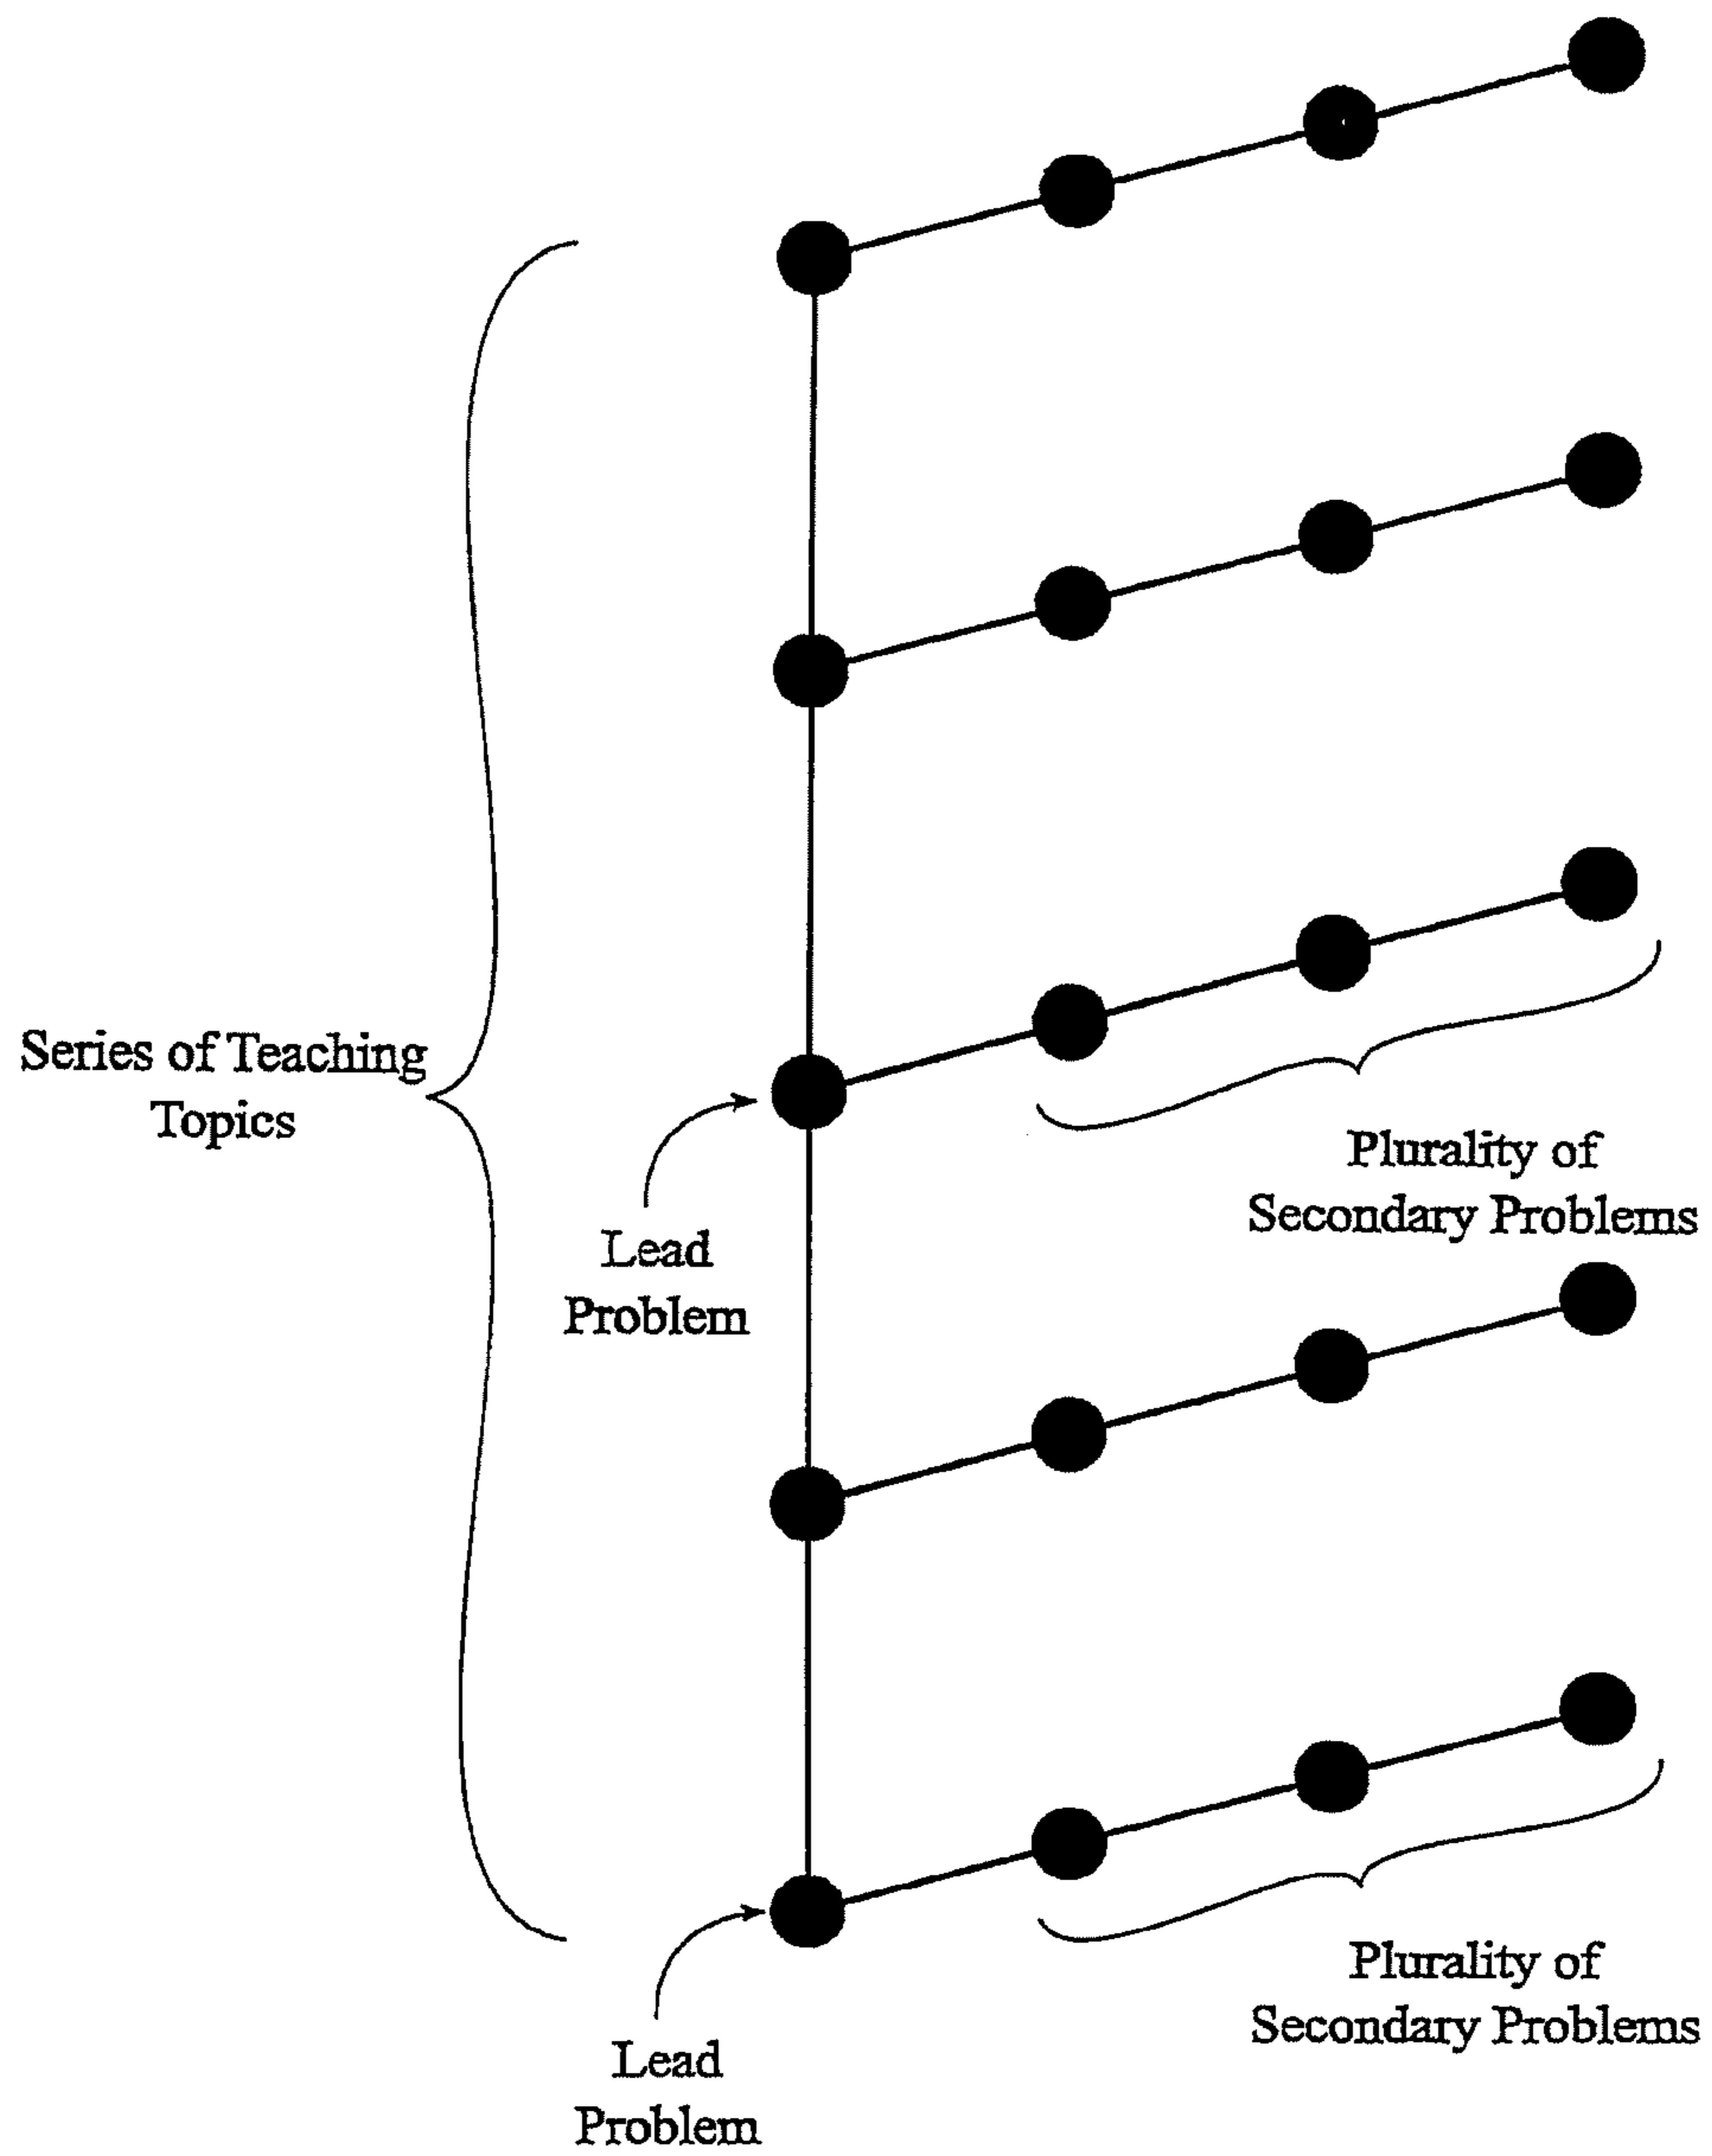 Series of Teaching
Topics
Lead
Problem
Plurality of
Secondary Problems
Lead
Problem
Plurality of
Secondary Problems